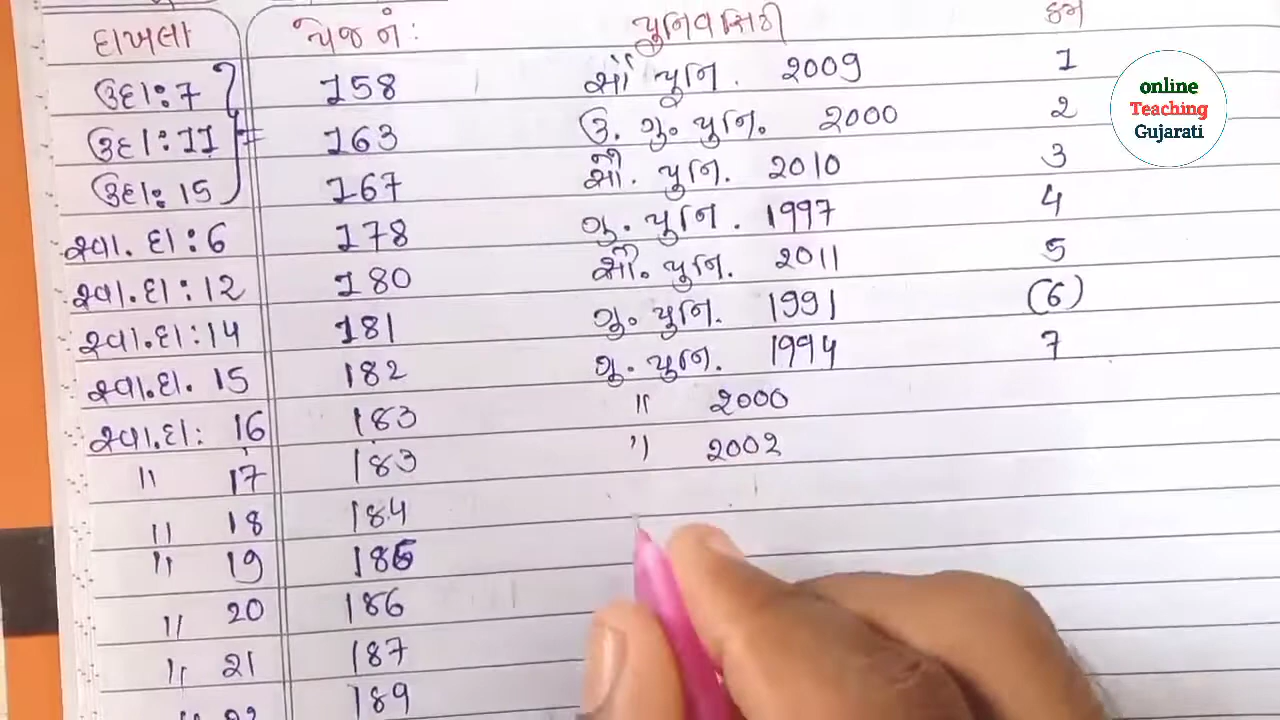 દાખલા પેજ નં: યુનિવર્સિટી ક્રમ
ઉદા:7 158 સૌ યુનિ. 2009 1
ઉદા:11 163 ઉ. ગુ. યુનિ. 2000 2
ઉદા: 15 167 સૌ. યુનિ. 2010 3
સ્વા. દા:6 178 ગુ. યુનિ. 1997 4
સ્વા.દા:12 180 સૌ. યુનિ. 2011 5
સ્વા.દા:14 181 ગુ. યુનિ. 1991 (6)
સ્વા.દા. 15 182 ગુ. યુનિ. 1994 7
સ્વા.દા: 16 183 " 2000
" 17 183 " 2002
" 18 184
" 19 185
" 20 186
" 21 187
" 189
online
Teaching
Gujarati